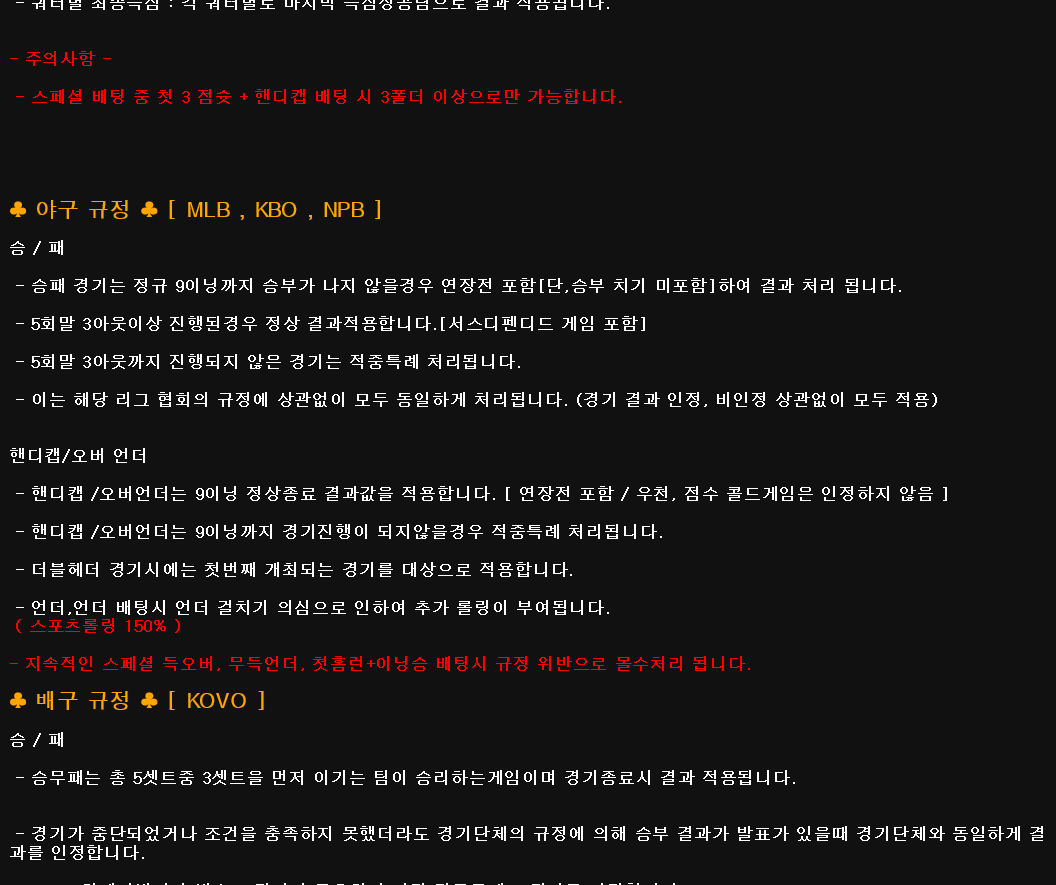 - 쿼터별 최종득점 : 각 쿼터별로 마지막 득점성공팀으로 결과 적용됩니다.
- 주의사항 -
- 스페셜 배팅 중 첫 3 점슛 + 핸디캡 배팅 시 3폴더 이상으로만 가능합니다.
♣ 야구 규정 ♣ [ MLB , KBO , NPB ]
승 / 패
- 승패 경기는 정규 9이닝까지 승부가 나지 않을경우 연장전 포함[단,승부 치기 미포함]하여 결과 처리 됩니다.
- 5회말 3아웃이상 진행된경우 정상 결과적용합니다.[서스디펜디드 게임 포함]
- 5회말 3아웃까지 진행되지 않은 경기는 적중특례 처리됩니다.
- 이는 해당 리그 협회의 규정에 상관없이 모두 동일하게 처리됩니다. (경기 결과 인정, 비인정 상관없이 모두 적용)
핸디캡/오버 언더
- 핸디캡 /오버언더는 9이닝 정상종료 결과값을 적용합니다. [ 연장전 포함 / 우천, 점수 콜드게임은 인정하지 않음 ]
- 핸디캡 /오버언더는 9이닝까지 경기진행이 되지않을경우 적중특례 처리됩니다.
- 더블헤더 경기시에는 첫번째 개최되는 경기를 대상으로 적용합니다.
- 언더,언더 배팅시 언더 걸치기 의심으로 인하여 추가 롤링이 부여됩니다.
( 스포츠롤링 150% )
- 지속적인 스페셜 득오버, 무득언더, 첫홈런+이닝승 배팅시 규정 위반으로 몰수처리 됩니다.
♣ 배구 규정 ♣ [ KOVO ]
승 / 패
- 승무패는 총 5셋트중 3셋트을 먼저 이기는 팀이 승리하는게임이며 경기종료시 결과 적용됩니다.
- 경기가 중단되었거나 조건을 충족하지 못했더라도 경기단체의 규정에 의해 승부 결과가 발표가 있을때 경기단체와 동일하게 결
과를 인정합니다.